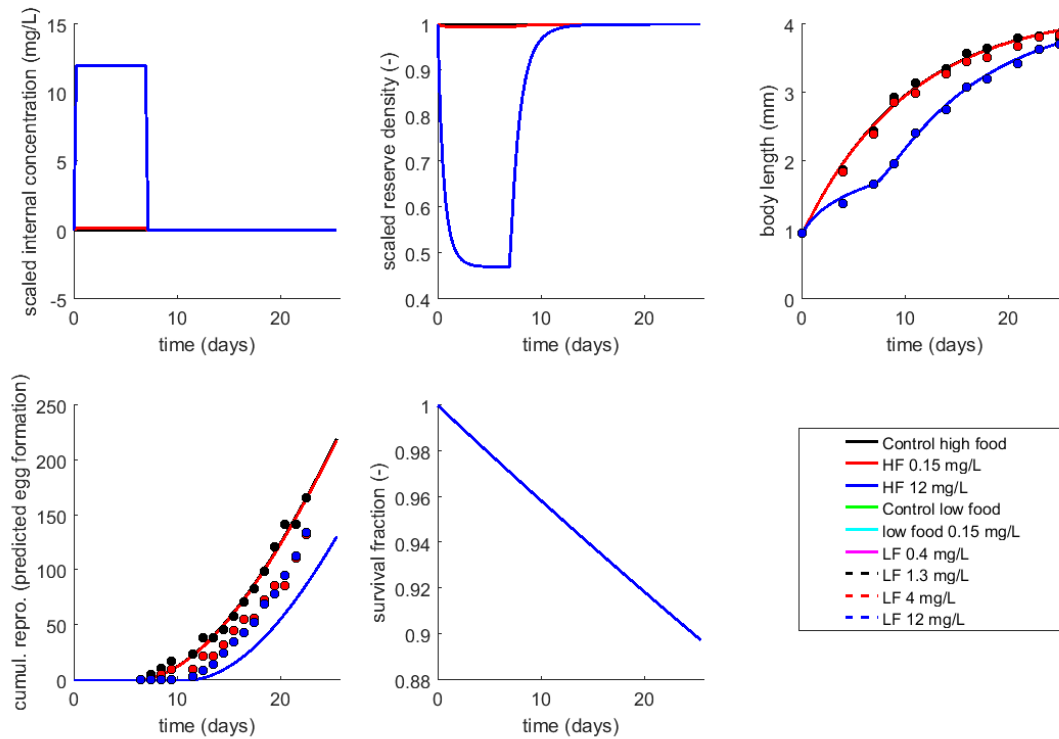 scaled internal concentration (mg/L)
15
10
5
0
-5
0
10
20
time (days)
scaled reserve density (-)
1
0.9
0.8
0.7
0.6
0.5
0.4
0
10
20
time (days)
body length (mm)
4
3
2
1
0
0
10
20
time (days)
cumul. repro. (predicted egg formation)
250
200
150
100
50
0
0
10
20
time (days)
survival fraction (-)
1
0.98
0.96
0.94
0.92
0.9
0.88
0
10
20
time (days)
Control high food
HF 0.15 mg/L
HF 12 mg/L
Control low food
low food 0.15 mg/L
LF 0.4 mg/L
LF 1.3 mg/L
LF 4 mg/L
LF 12 mg/L